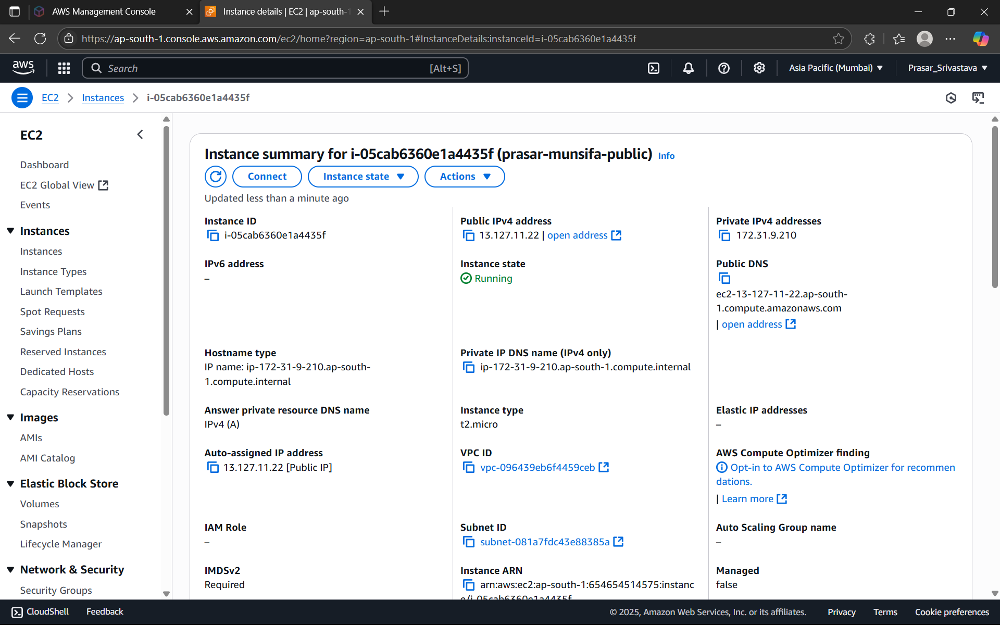 AWS Management Console
Instance details | EC2 | ap-south-1
https://ap-south-1.console.aws.amazon.com/ec2/home?region=ap-south-1#InstanceDetails:instanceId=i-05cab6360e1a4435f
aws
Search
[Alt+S]
Asia Pacific (Mumbai)
Prasar_Srivastava
EC2
Instances
i-05cab6360e1a4435f
EC2
Dashboard
EC2 Global View
Events
Instances
Instances
Instance Types
Launch Templates
Spot Requests
Savings Plans
Reserved Instances
Dedicated Hosts
Capacity Reservations
Images
AMIs
AMI Catalog
Elastic Block Store
Volumes
Snapshots
Lifecycle Manager
Network & Security
Security Groups
Instance summary for i-05cab6360e1a4435f (prasar-munsifa-public) Info
Connect
Instance state
Actions
Updated less than a minute ago
Instance ID
i-05cab6360e1a4435f
Public IPv4 address
13.127.11.22 | open address
Private IPv4 addresses
172.31.9.210
IPv6 address
–
Instance state
Running
Public DNS
ec2-13-127-11-22.ap-south-
1.compute.amazonaws.com
| open address
Hostname type
IP name: ip-172-31-9-210.ap-south-
1.compute.internal
Private IP DNS name (IPv4 only)
ip-172-31-9-210.ap-south-1.compute.internal
Answer private resource DNS name
IPv4 (A)
Instance type
t2.micro
Elastic IP addresses
–
Auto-assigned IP address
13.127.11.22 [Public IP]
VPC ID
vpc-096439eb6f4459ceb
AWS Compute Optimizer finding
Opt-in to AWS Compute Optimizer for recommen
dations.
| Learn more
IAM Role
–
Subnet ID
subnet-081a7fdc43e88385a
Auto Scaling Group name
–
IMDSv2
Required
Instance ARN
arn:aws:ec2:ap-south-1:654654514575:instanc
e/i-05cab6360e1a4435f
Managed
false
CloudShell
Feedback
© 2025, Amazon Web Services, Inc. or its affiliates.
Privacy
Terms
Cookie preferences